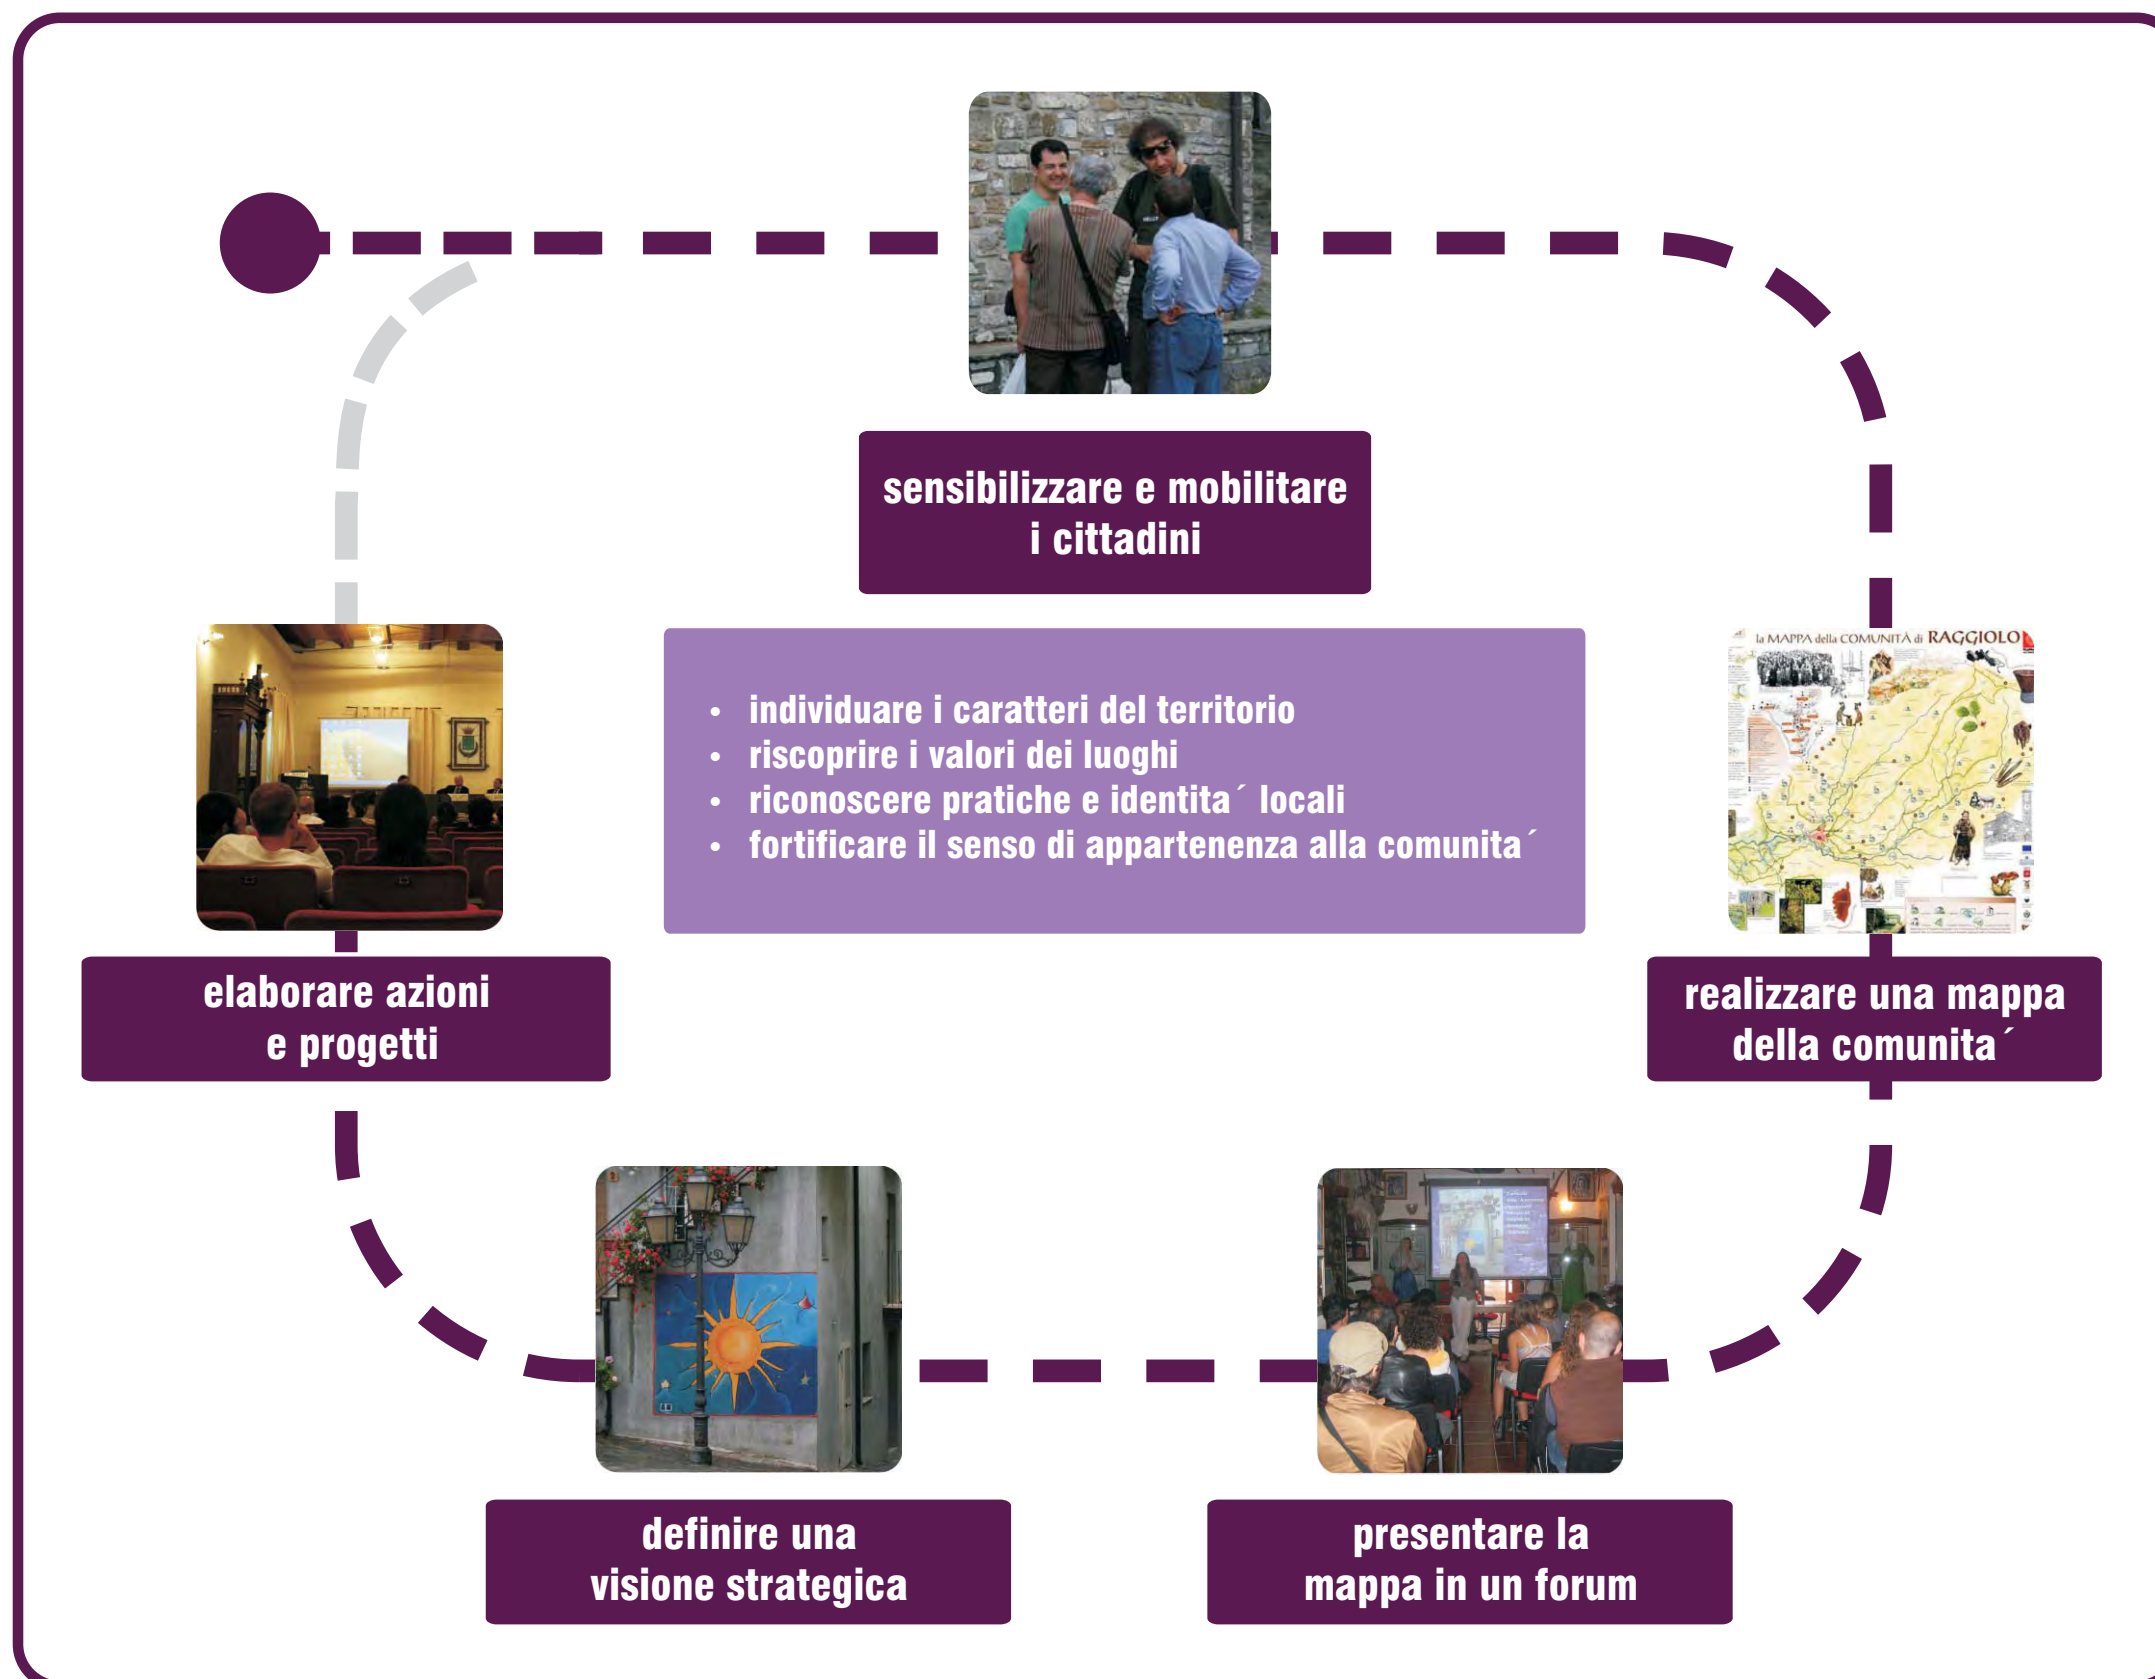 sensibilizzare e mobilitare
i cittadini
la MAPPA della COMUNITÀ di RAGGIOLO
• individuare i caratteri del territorio
• riscoprire i valori dei luoghi
• riconoscere pratiche e identita´ locali
• fortificare il senso di appartenenza alla comunita´
elaborare azioni
e progetti
realizzare una mappa
della comunita´
definire una
visione strategica
presentare la
mappa in un forum